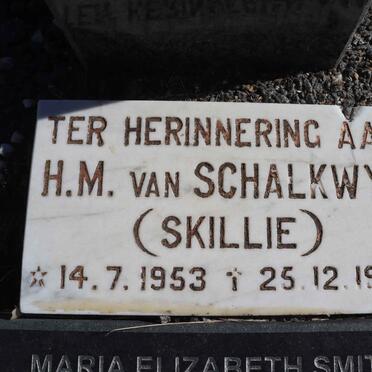 TER HERINNERING AA
H.M. VAN SCHALKWY
(SKILLIE)
☆ 14.7.1953 † 25.12.19
MARIA ELIZABETH SMIT